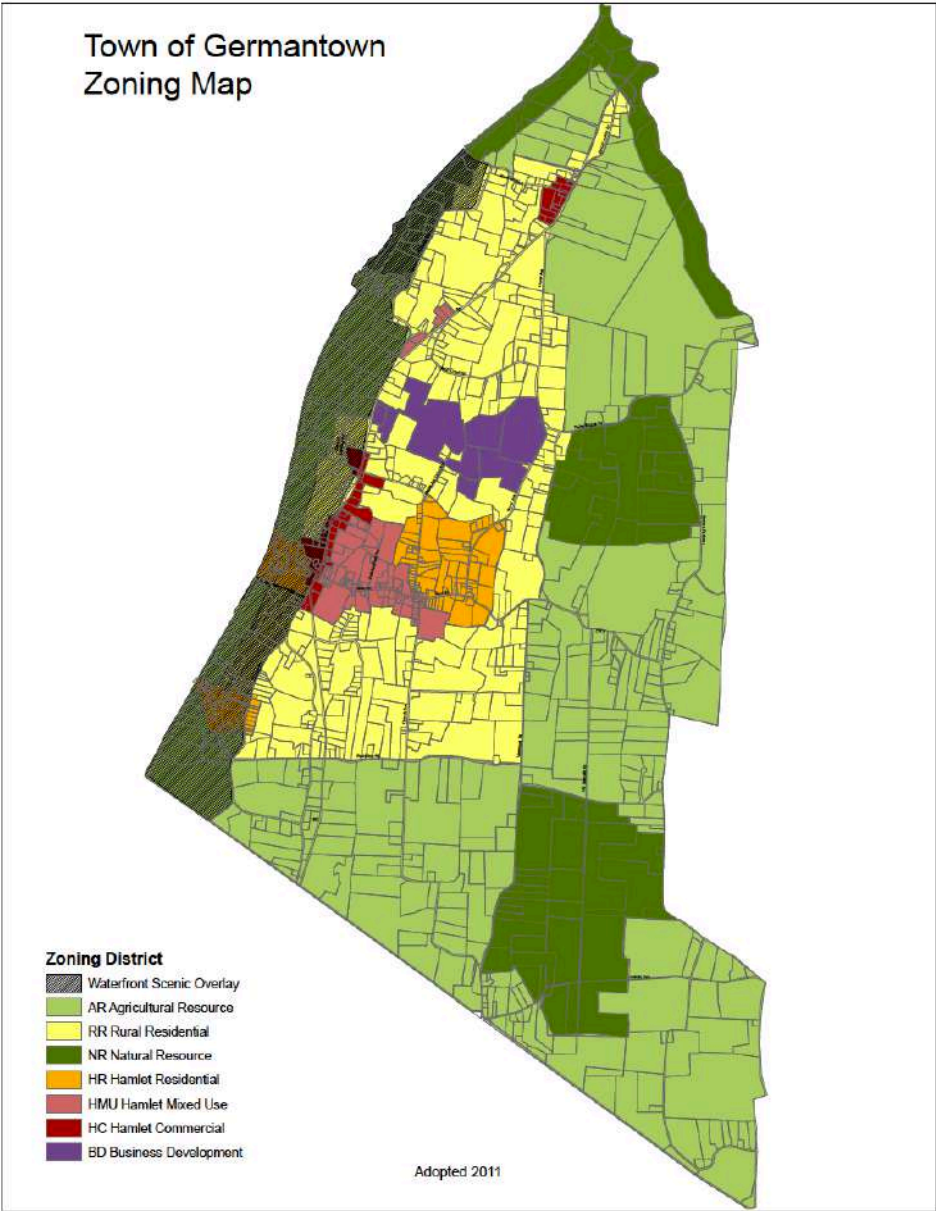 Town of Germantown
Zoning Map
Zoning District
Waterfront Scenic Overlay
AR Agricultural Resource
RR Rural Residential
NR Natural Resource
HR Hamlet Residential
HMU Hamlet Mixed Use
HC Hamlet Commercial
BD Business Development
Adopted 2011